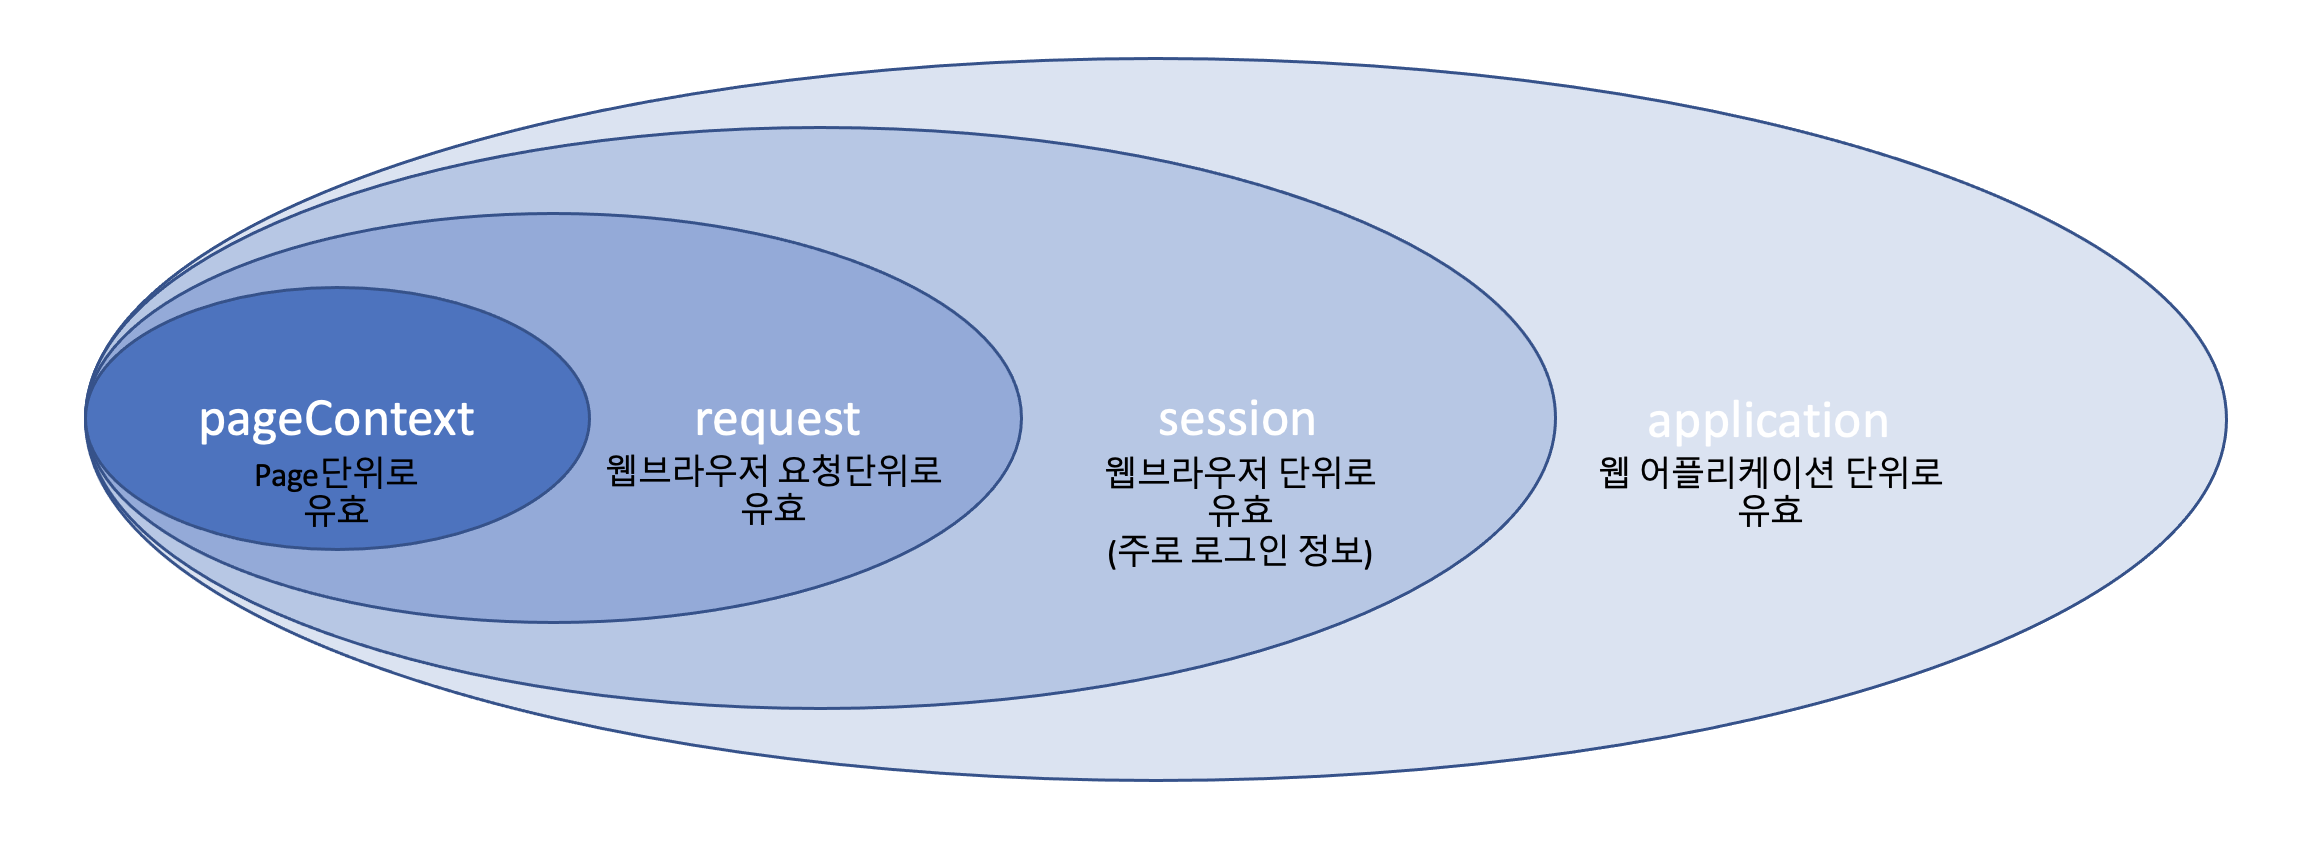 pageContext
Page단위로
유효
request
웹브라우저 요청단위로
유효
session
웹브라우저 단위로
유효
(주로 로그인 정보)
application
웹 어플리케이션 단위로
유효